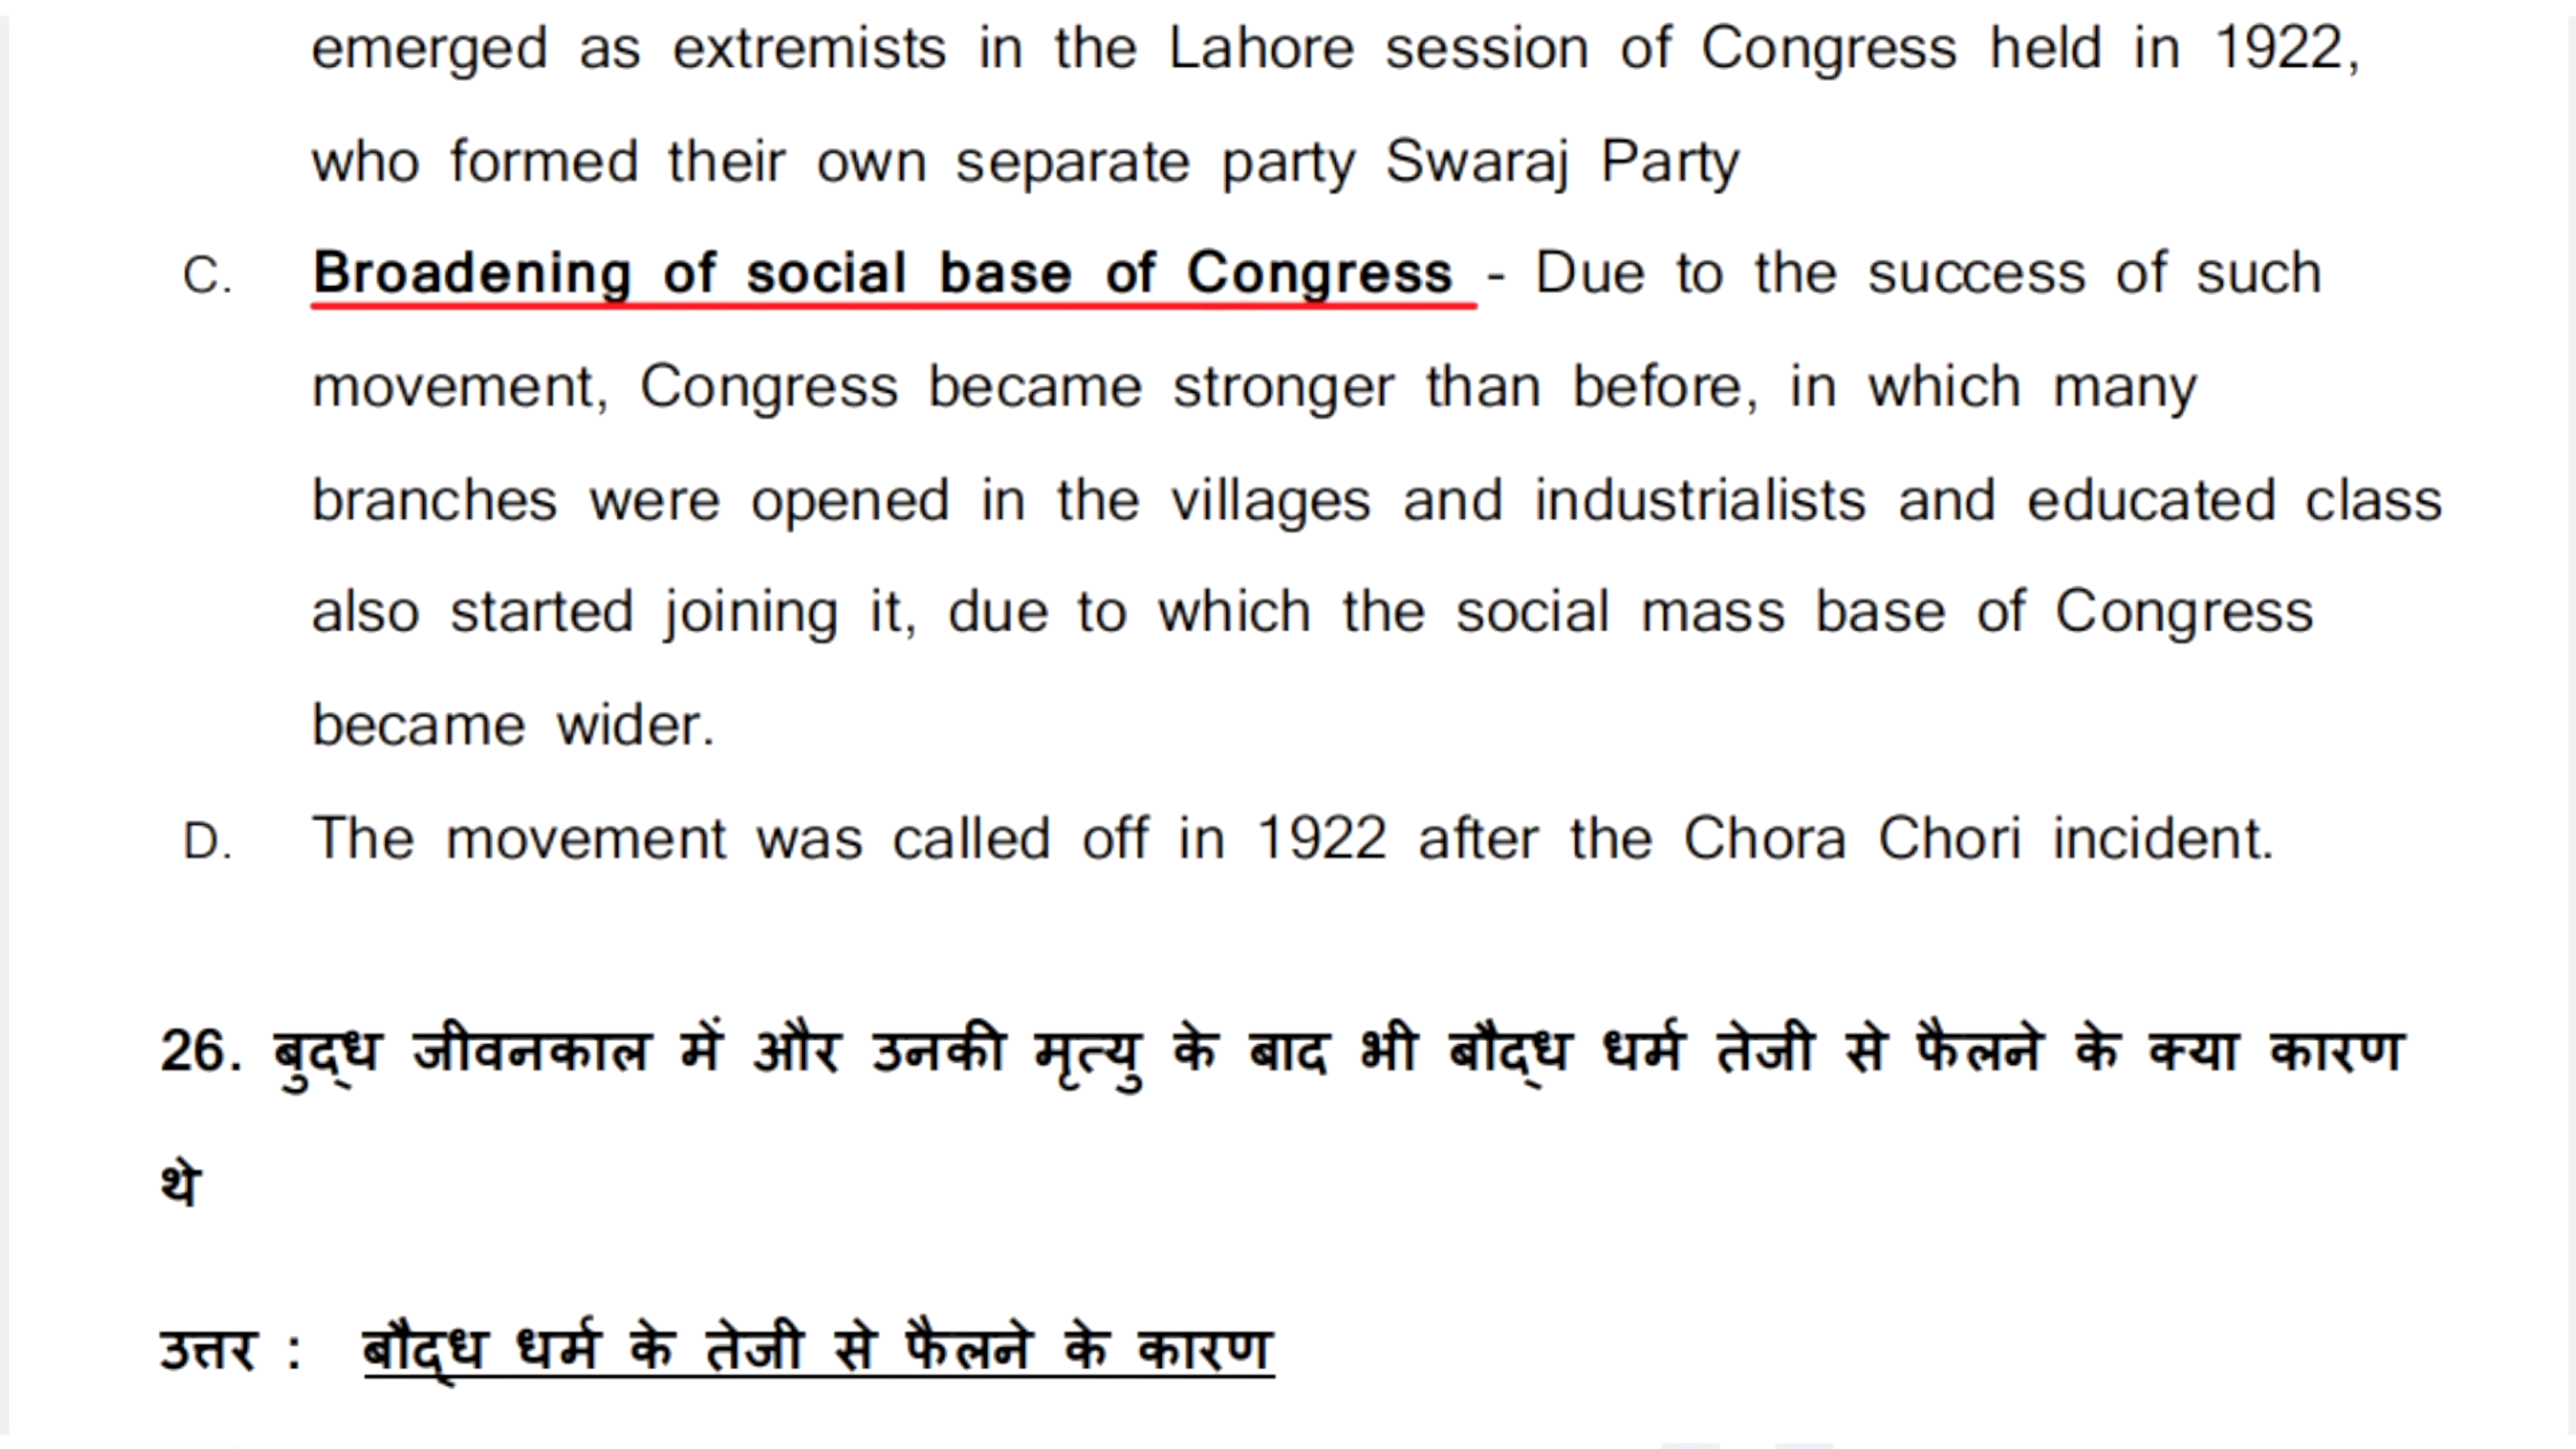 emerged as extremists in the Lahore session of Congress held in 1922,
who formed their own separate party Swaraj Party
C. Broadening of social base of Congress - Due to the success of such
movement, Congress became stronger than before, in which many
branches were opened in the villages and industrialists and educated class
also started joining it, due to which the social mass base of Congress
became wider.
D. The movement was called off in 1922 after the Chora Chori incident.
26. बुद्ध जीवनकाल में और उनकी मृत्यु के बाद भी बौद्ध धर्म तेजी से फैलने के क्या कारण
थे
उत्तर : बौद्ध धर्म के तेजी से फैलने के कारण